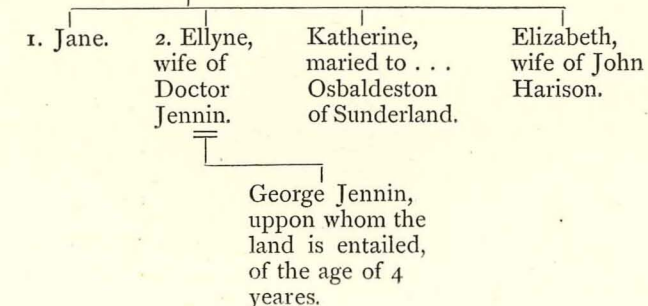 1. Jane.
2. Ellyne,
wife of
Doctor
Jennin.
Katherine,
maried to . . .
Osbaldeston
of Sunderland.
Elizabeth,
wife of John
Harison.
George Jennin,
uppon whom the
land is entailed,
of the age of 4
yeares.